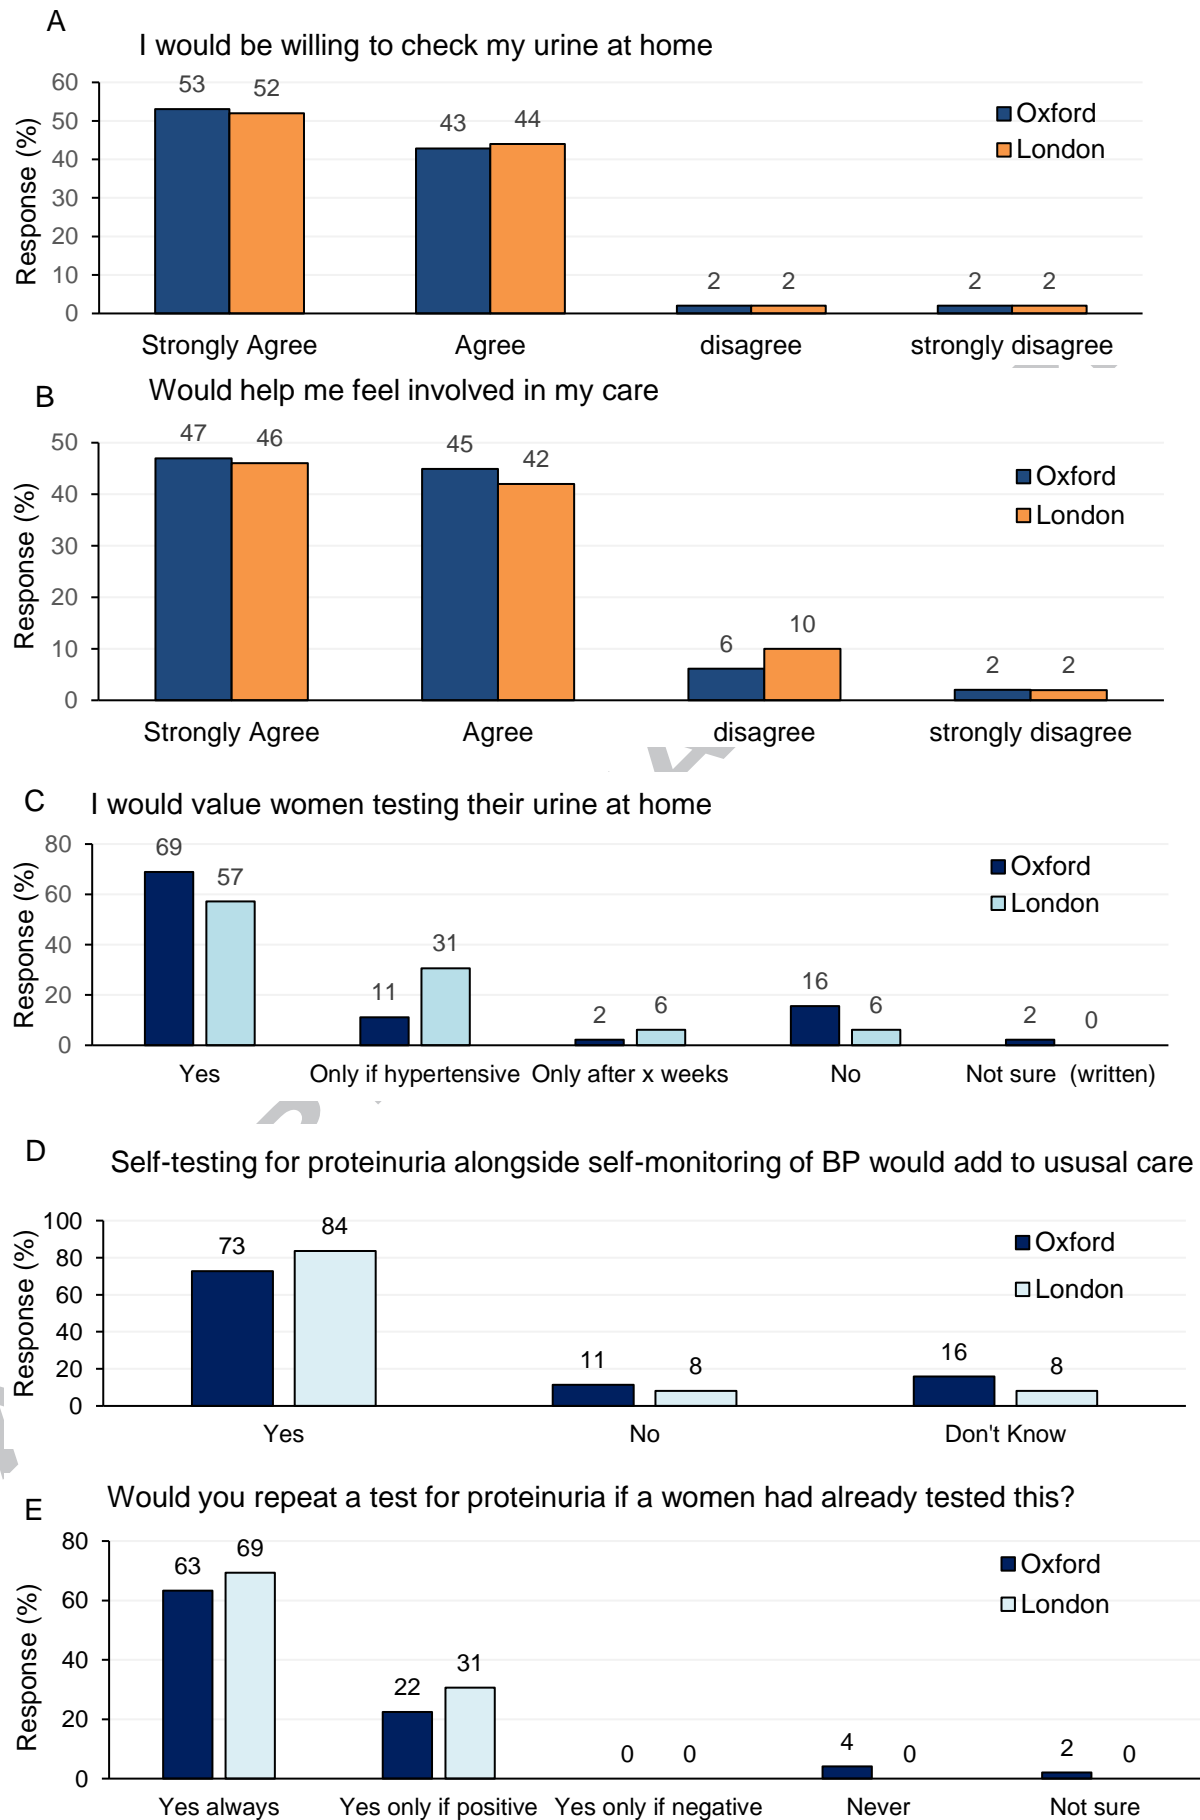 A
I would be willing to check my urine at home
Response (%)
60
50
40
30
20
10
0
53
52
43
44
2
2
2
2
Oxford
London
Strongly Agree
Agree
disagree
strongly disagree
B
Would help me feel involved in my care
Response (%)
50
40
30
20
10
0
47
46
45
42
6
10
2
2
Oxford
London
Strongly Agree
Agree
disagree
strongly disagree
C
I would value women testing their urine at home
Response (%)
80
60
40
20
0
69
57
11
31
2
6
16
6
2
0
Oxford
London
Yes
Only if hypertensive
Only after x weeks
No
Not sure (written)
D
Self-testing for proteinuria alongside self-monitoring of BP would add to ususal care
Response (%)
100
80
60
40
20
0
73
84
11
8
16
8
Oxford
London
Yes
No
Don't Know
E
Would you repeat a test for proteinuria if a women had already tested this?
Response (%)
80
60
40
20
0
63
69
22
31
0
0
4
0
2
0
Oxford
London
Yes always
Yes only if positive
Yes only if negative
Never
Not sure